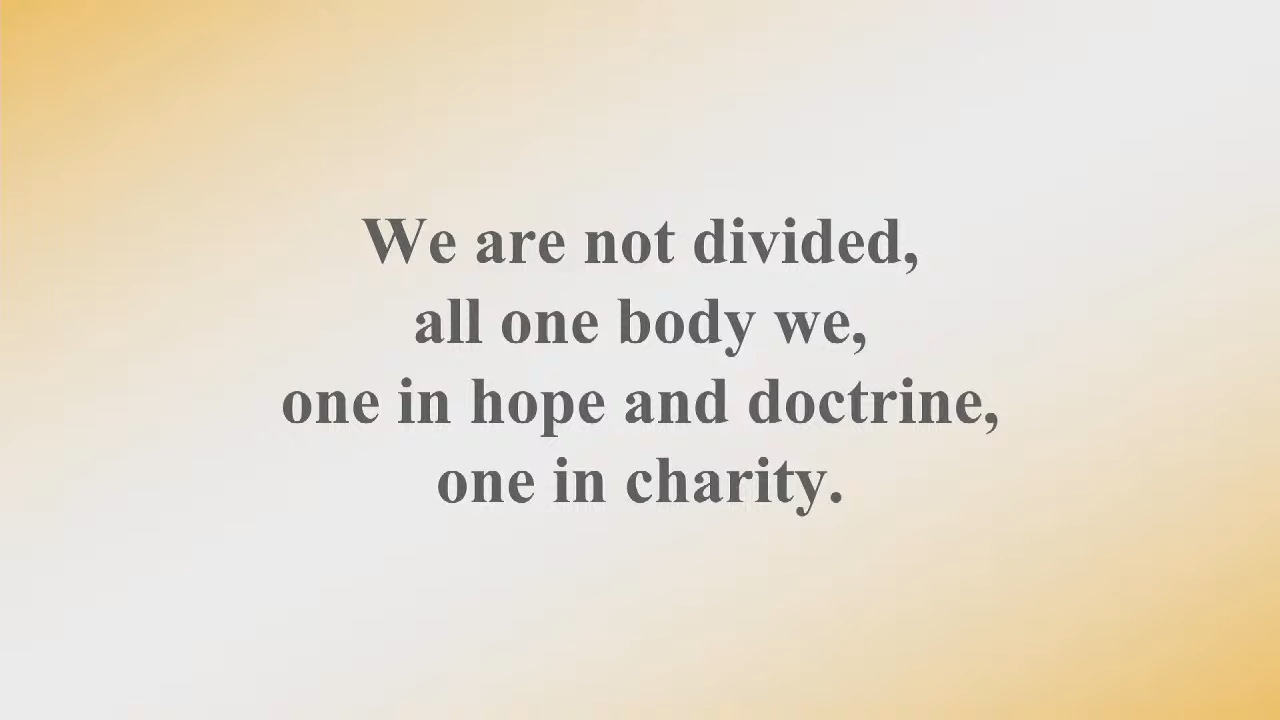 We are not divided,
all one body we,
one in hope and doctrine,
one in charity.